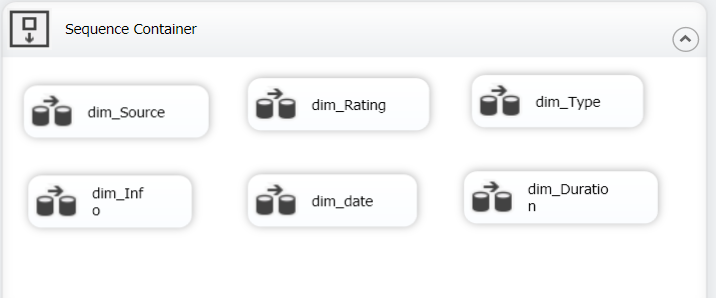 Sequence Container
dim_Source
dim_Rating
dim_Type
dim_Inf
o
dim_date
dim_Duratio
n